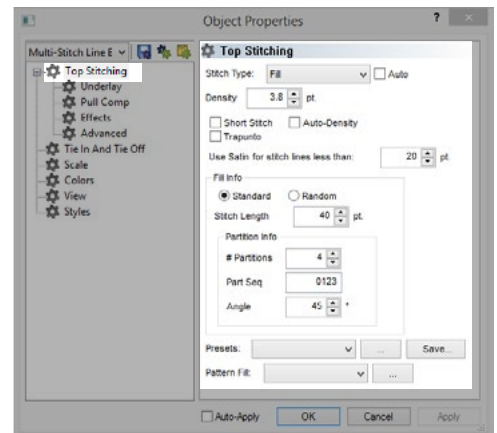 Object Properties
?
Multi-Stitch Line E
Top Stitching
Underlay
Pull Comp
Effects
Advanced
Tie In And Tie Off
Scale
Colors
View
Styles
Top Stitching
Stitch Type: Fill Auto
Density 3.8 pt.
Short Stitch Auto-Density
Trapunto
Use Satin for stitch lines less than: 20 pt.
Fill Info
Standard Random
Stitch Length 40 pt.
Partition Info
# Partitions 4
Part Seq 0123
Angle 45 °
Presets: ... Save...
Pattern Fill: ...
Auto-Apply OK Cancel Apply